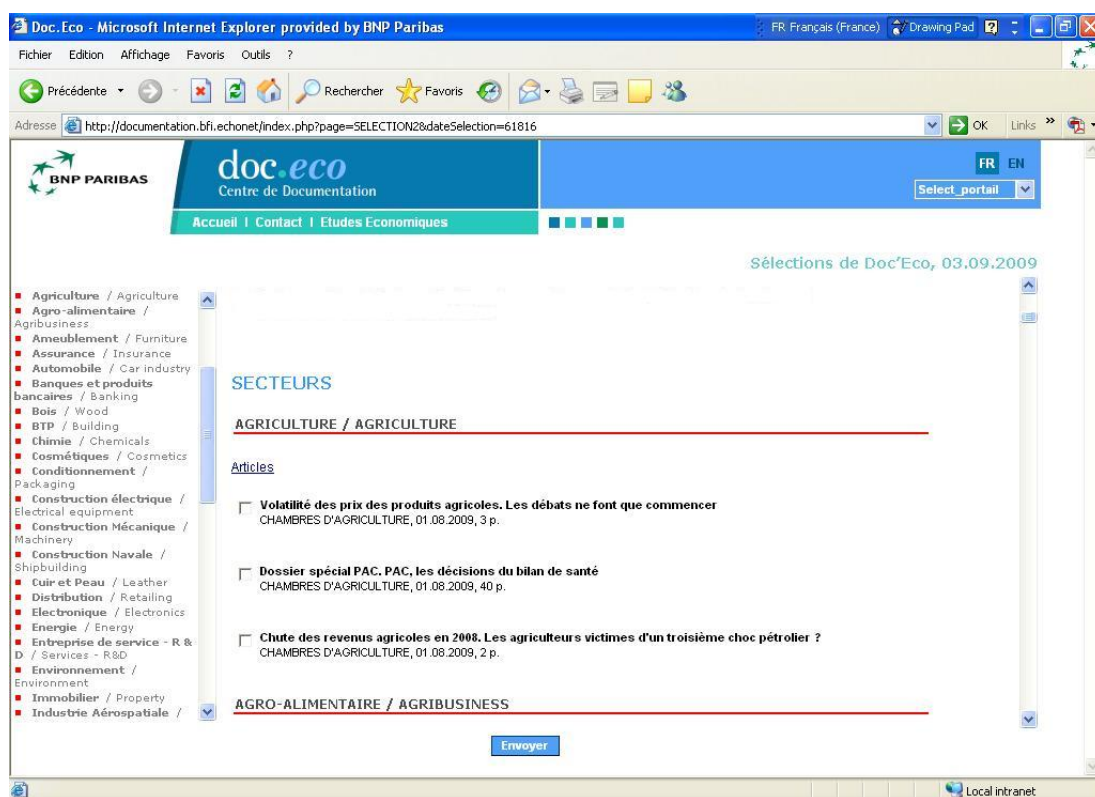 Doc.Eco - Microsoft Internet Explorer provided by BNP Paribas
FR Français (France)
Drawing Pad
Fichier Edition Affichage Favoris Outils ?
Précédente
Rechercher
Favoris
Adresse
http://documentation.bfi.echonet/index.php?page=SELECTION2&dateSelection=61816
OK
Links »
BNP PARIBAS
doc.eco
Centre de Documentation
FR EN
Select_portail
Accueil I Contact I Etudes Economiques
Sélections de Doc'Eco, 03.09.2009
Agriculture / Agriculture
Agro-alimentaire /
Agribusiness
Ameublement / Furniture
Assurance / Insurance
Automobile / Car industry
Banques et produits
bancaires / Banking
Bois / Wood
BTP / Building
Chimie / Chemicals
Cosmétiques / Cosmetics
Conditionnement /
Packaging
Construction électrique /
Electrical equipment
Construction Mécanique /
Machinery
Construction Navale /
Shipbuilding
Cuir et Peau / Leather
Distribution / Retailing
Electronique / Electronics
Energie / Energy
Entreprise de service - R &
D / Services - R&D
Environnement /
Environment
Immobilier / Property
Industrie Aérospatiale /
SECTEURS
AGRICULTURE / AGRICULTURE
Articles
Volatilité des prix des produits agricoles. Les débats ne font que commencer
CHAMBRES D'AGRICULTURE, 01.08.2009, 3 p.
Dossier spécial PAC. PAC, les décisions du bilan de santé
CHAMBRES D'AGRICULTURE, 01.08.2009, 40 p.
Chute des revenus agricoles en 2008. Les agriculteurs victimes d'un troisième choc pétrolier ?
CHAMBRES D'AGRICULTURE, 01.08.2009, 2 p.
AGRO-ALIMENTAIRE / AGRIBUSINESS
Envoyer
Local intranet